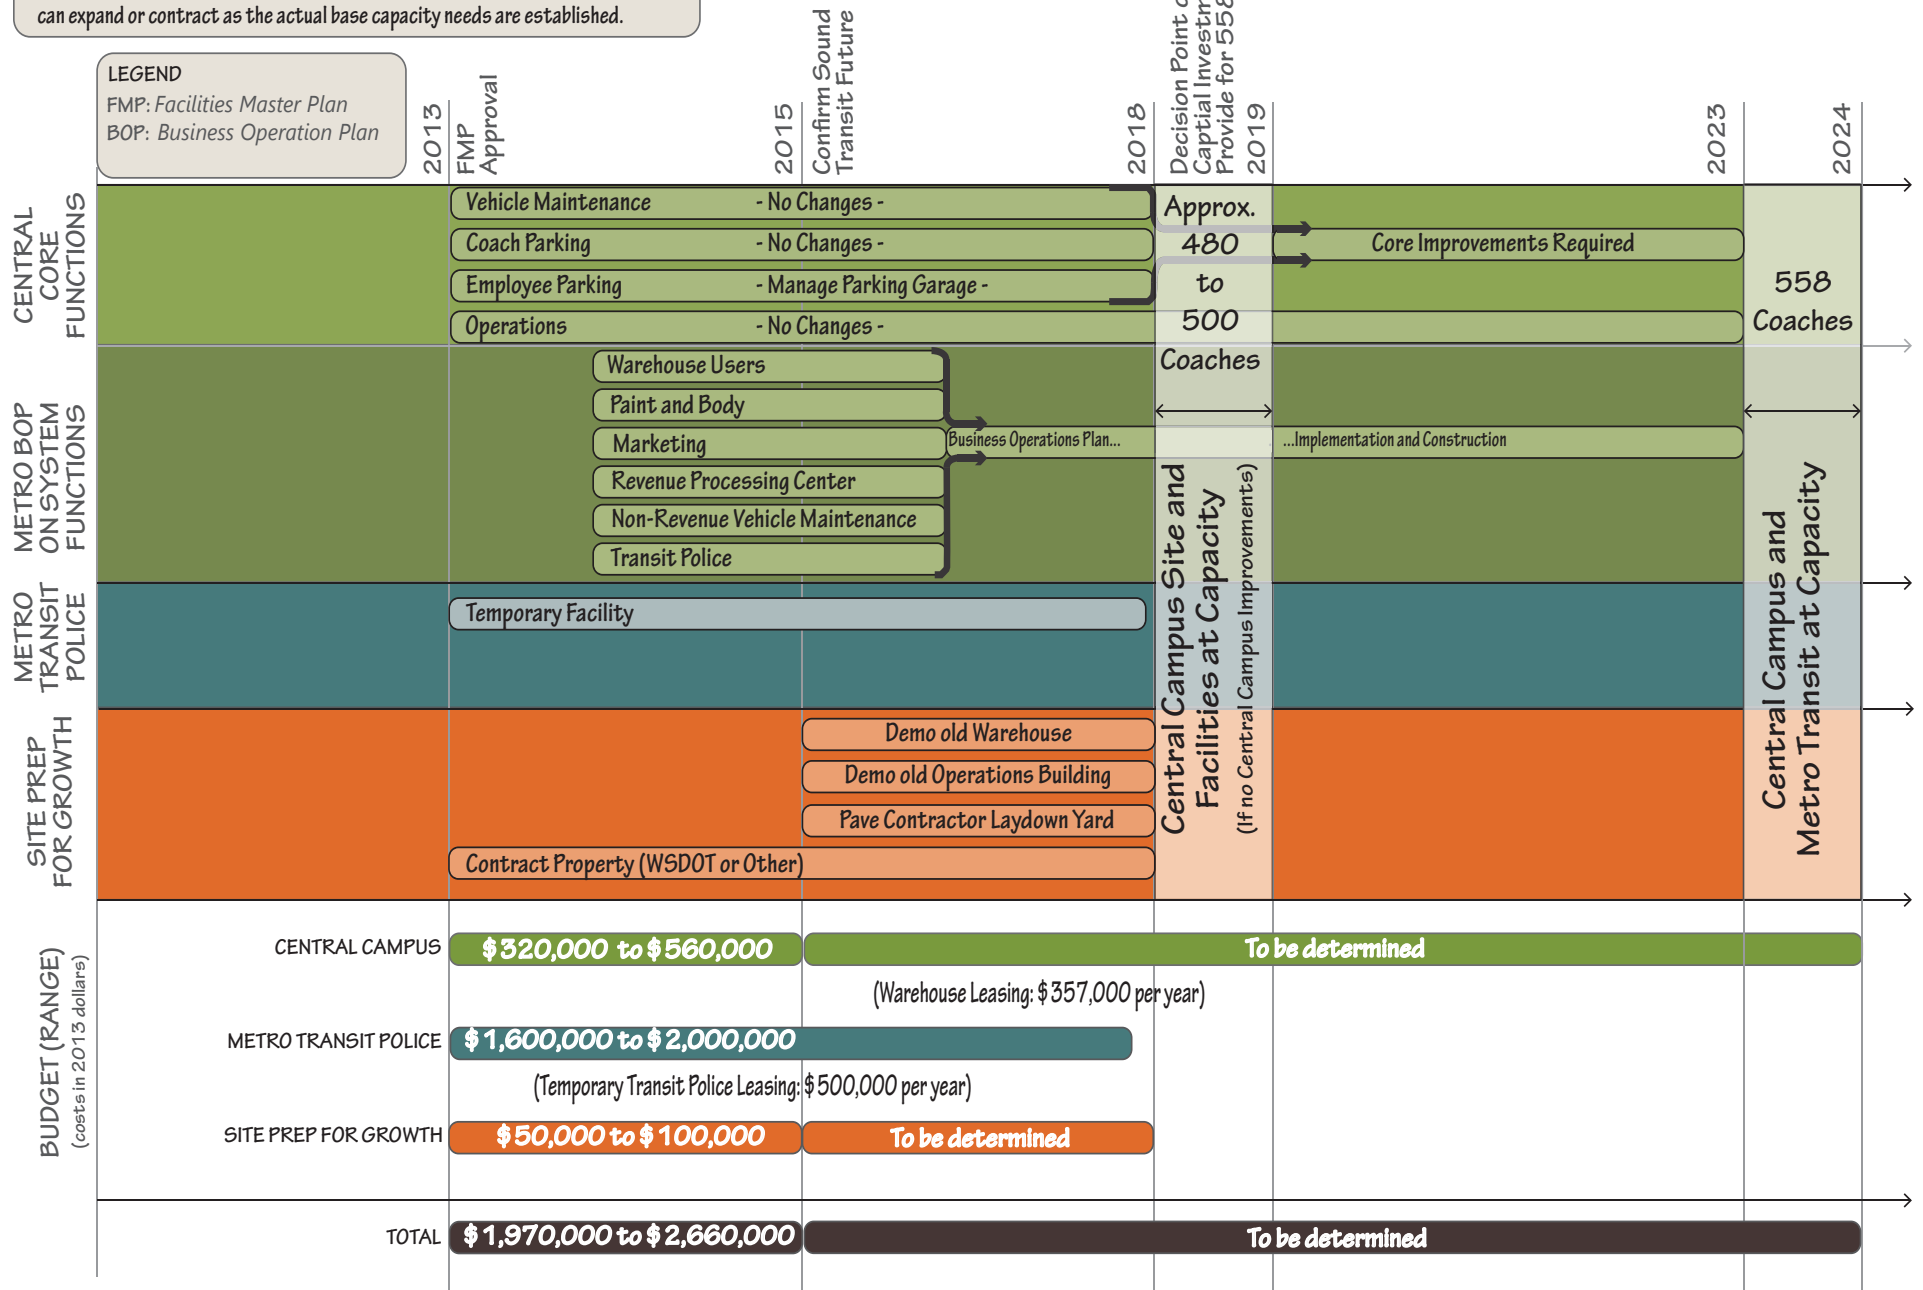 can expand or contract as the actual base capacity needs are established.
LEGEND
FMP: Facilities Master Plan
BOP: Business Operation Plan
2013
FMP
Approval
2015
Confirm Sound
Transit Future
2018
Decision Point
Captial Investm
Provide for 558
2019
2023
2024
CENTRAL
CORE
FUNCTIONS
Vehicle Maintenance - No Changes -
Coach Parking - No Changes -
Employee Parking - Manage Parking Garage -
Operations - No Changes -
Approx.
480
to
500
Coaches
Core Improvements Required
558
Coaches
METRO BOP
ON SYSTEM
FUNCTIONS
Warehouse Users
Paint and Body
Marketing
Revenue Processing Center
Non-Revenue Vehicle Maintenance
Transit Police
Business Operations Plan...
...Implementation and Construction
Central Campus Site and
Facilities at Capacity
(If no Central Campus Improvements)
Central Campus and
Metro Transit at Capacity
METRO
TRANSIT
POLICE
Temporary Facility
SITE PREP
FOR GROWTH
Demo old Warehouse
Demo old Operations Building
Pave Contractor Laydown Yard
Contract Property (WSDOT or Other)
BUDGET (RANGE)
(costs in 2013 dollars)
CENTRAL CAMPUS
$320,000 to $560,000
To be determined
(Warehouse Leasing: $357,000 per year)
METRO TRANSIT POLICE
$1,600,000 to $2,000,000
(Temporary Transit Police Leasing: $500,000 per year)
SITE PREP FOR GROWTH
$50,000 to $100,000
To be determined
TOTAL
$1,970,000 to $2,660,000
To be determined